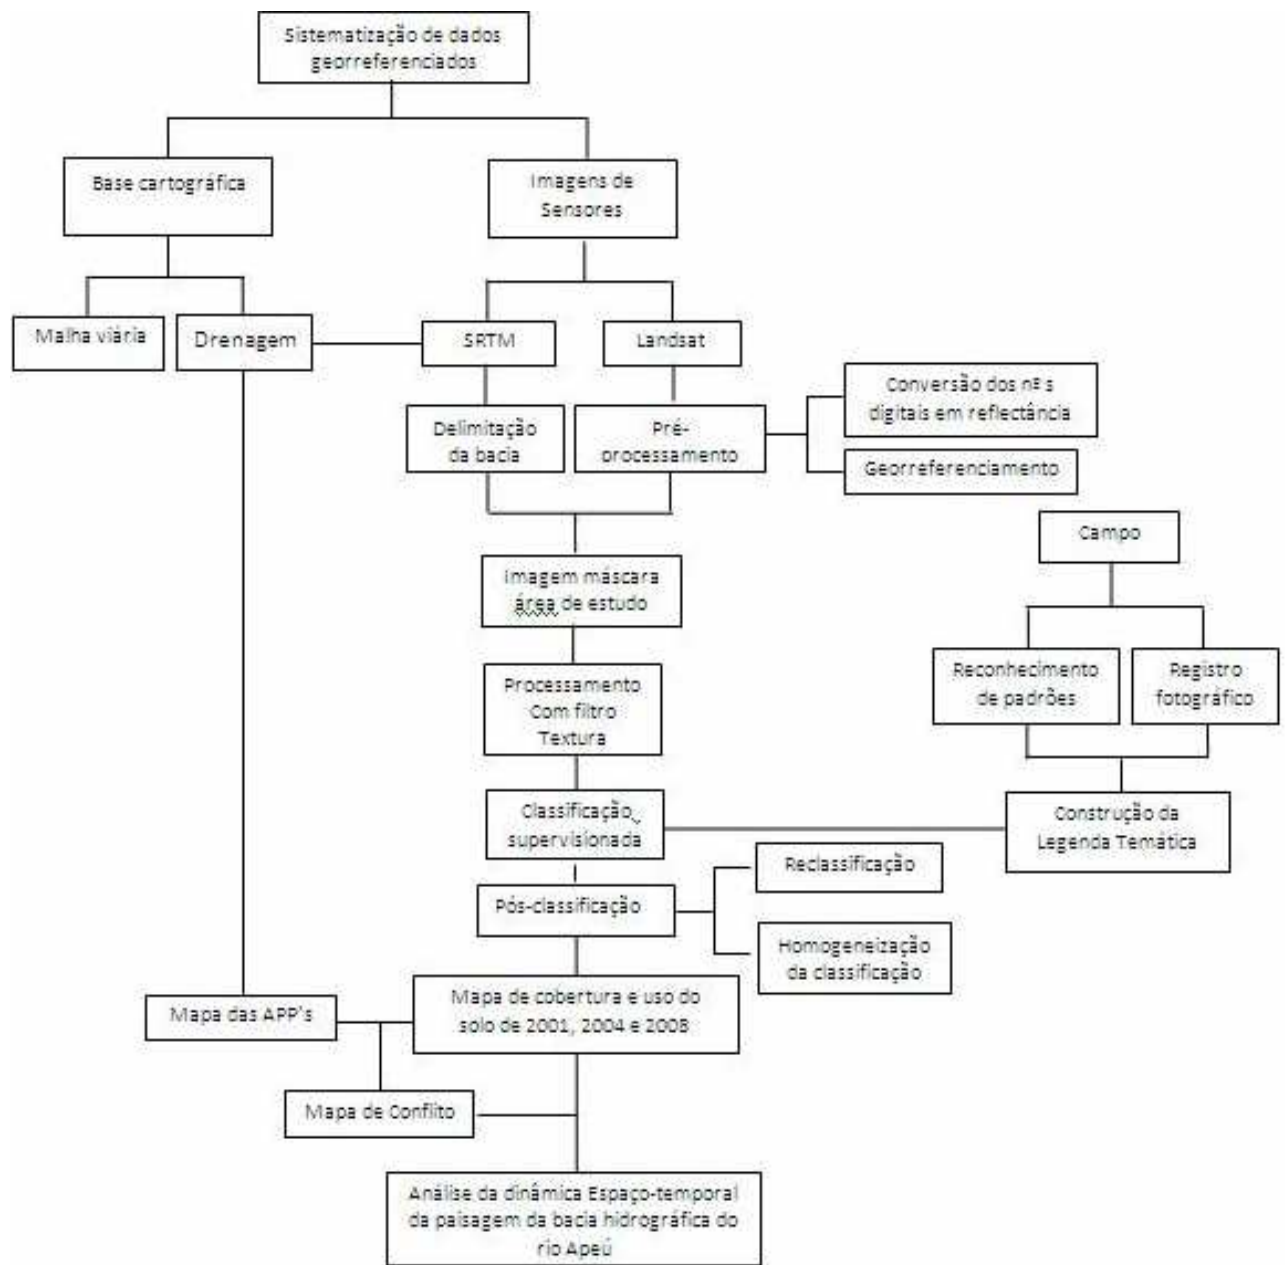 Sistematização de dados
georreferenciados
Base cartográfica
Imagens de
Sensores
Malha viária
Drenagem
SRTM
Landsat
Delimitação
da bacia
Pré-
processamento
Conversão dos nº s
digitais em reflectância
Georreferenciamento
Campo
Imagem máscara
área de estudo
Reconhecimento
de padrões
Registro
fotográfico
Processamento
Com filtro
Textura
Classificação
supervisionada
Construção da
Legenda Temática
Reclassificação
Pós-classificação
Homogeneização
da classificação
Mapa das APP's
Mapa de cobertura e uso do
solo de 2001, 2004 e 2008
Mapa de Conflito
Análise da dinâmica Espaço-temporal
da paisagem da bacia hidrográfica do
rio Apeú